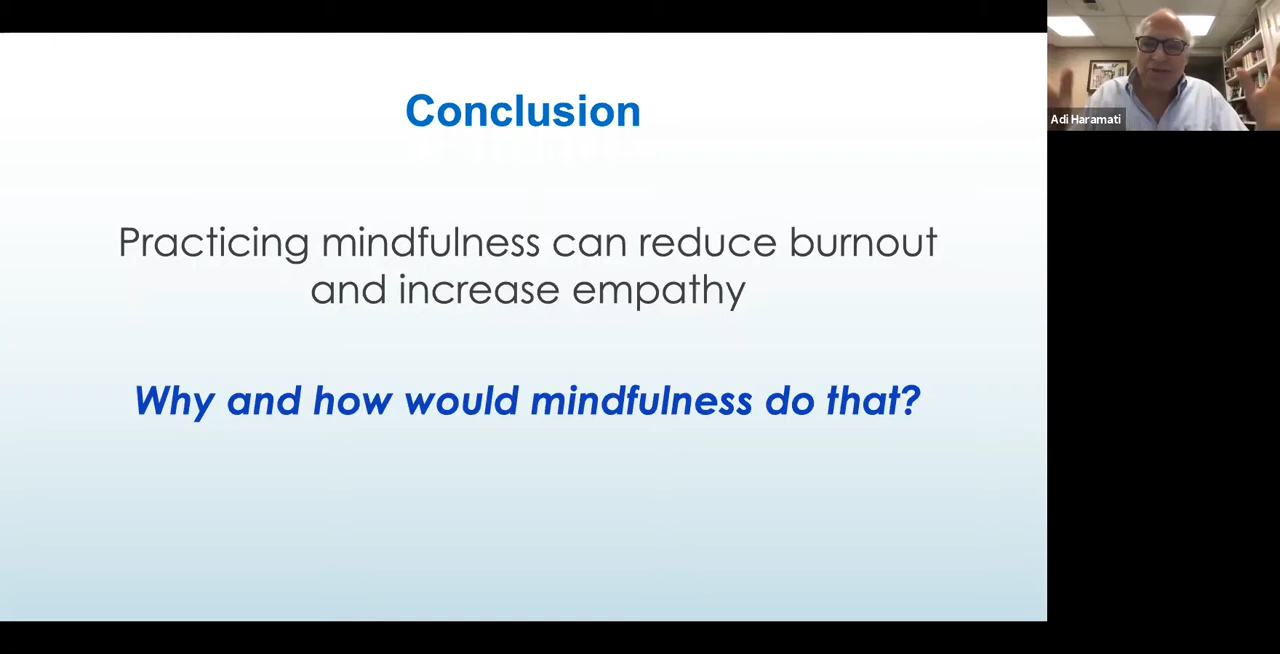 Conclusion
Practicing mindfulness can reduce burnout
and increase empathy
Why and how would mindfulness do that?
Adi Haramati